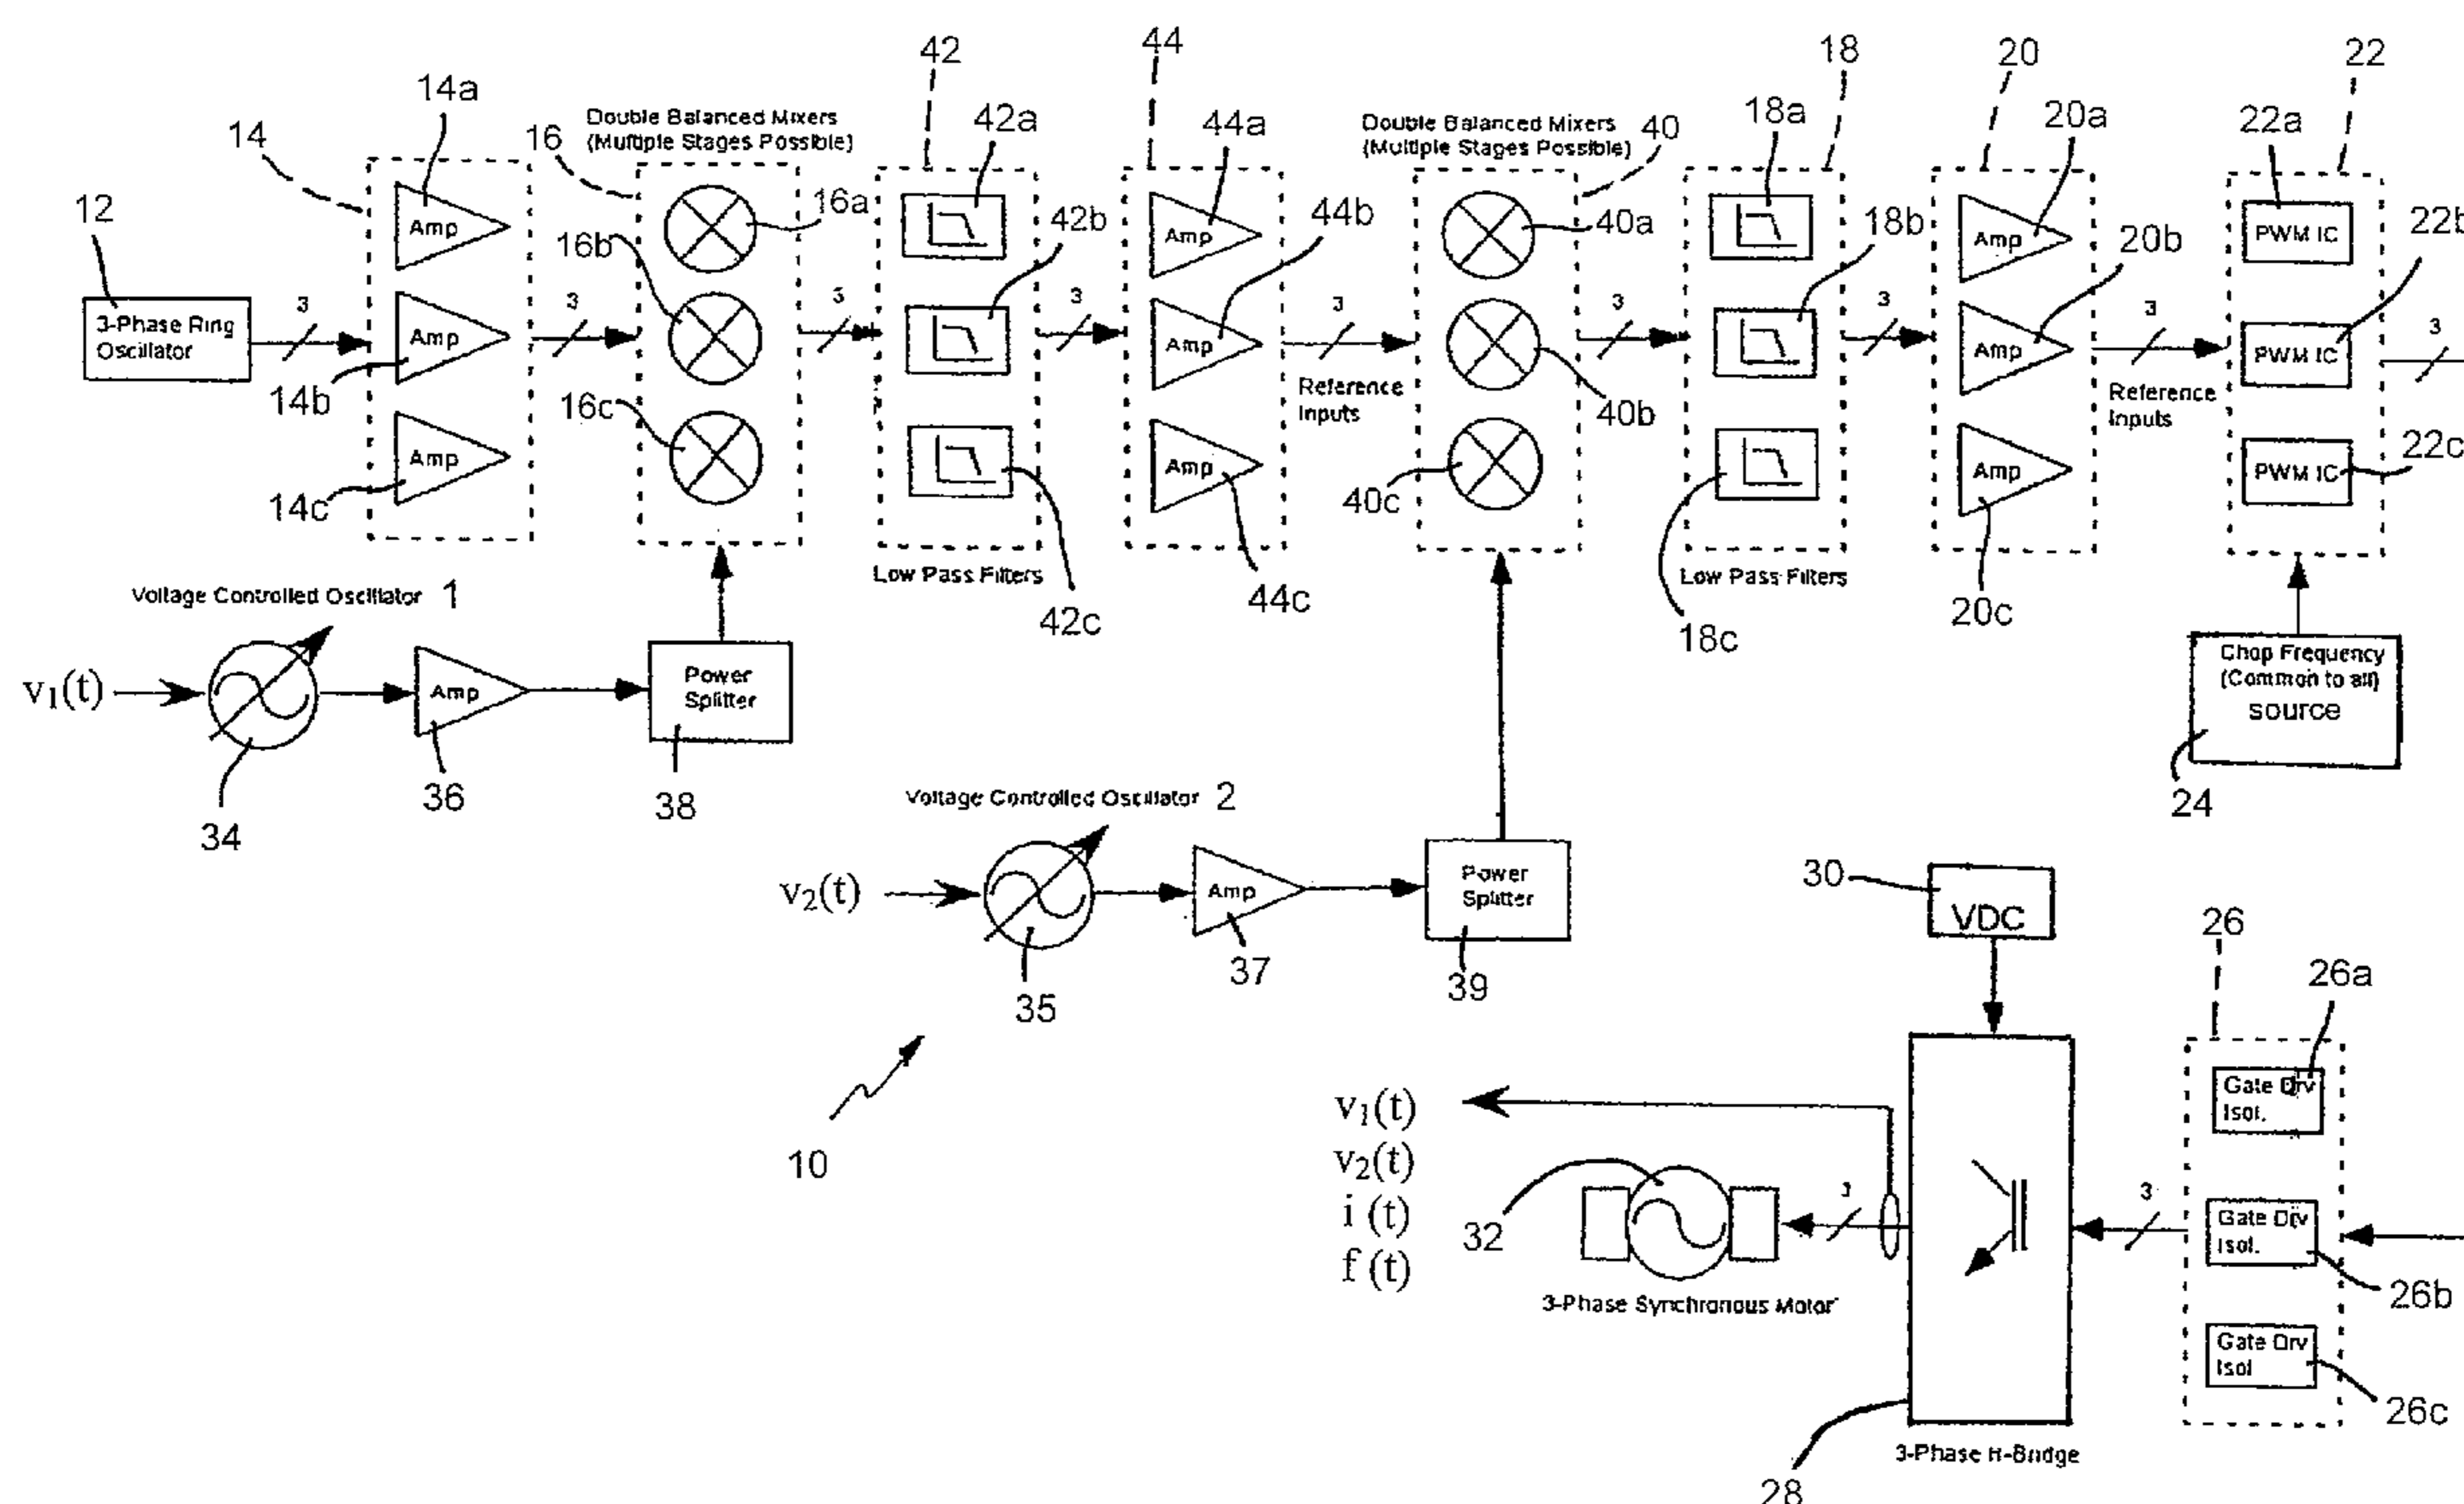 42
44
18
20
22
14a
14
Double Balanced Mixers
(Multiple Stages Possible)
16
42a
44a
Double Balanced Mixers
(Multiple Stages Possible)
40
18a
20a
22a
12
Amp
16a
42b
Amp
44b
40a
18b
Amp
20b
PWM IC
22b
16b
3-Phase Ring
Oscillator
3
Amp
3
3
3
Amp
3
Reference
Inputs
3
3
Amp
3
Reference
Inputs
PWM IC
3
14b
16c
40b
Amp
14c
Amp
40c
Amp
PWM IC
22c
Low Pass Filters
42c
44c
Low Pass Filters
18c
20c
Voltage Controlled Oscillator 1
v1(t)
Amp
Power
Splitter
Chop Frequency
(Common to all)
source
34
36
38
24
Voltage Controlled Oscillator 2
v2(t)
Amp
Power
Splitter
35
37
39
30
VDC
26
26a
10
v1(t)
v2(t)
i (t)
f (t)
32
3
3
Gate Drv
Isol.
Gate Drv
Isol.
26b
3-Phase Synchronous Motor
Gate Drv
Isol
26c
3-Phase H-Bridge
28